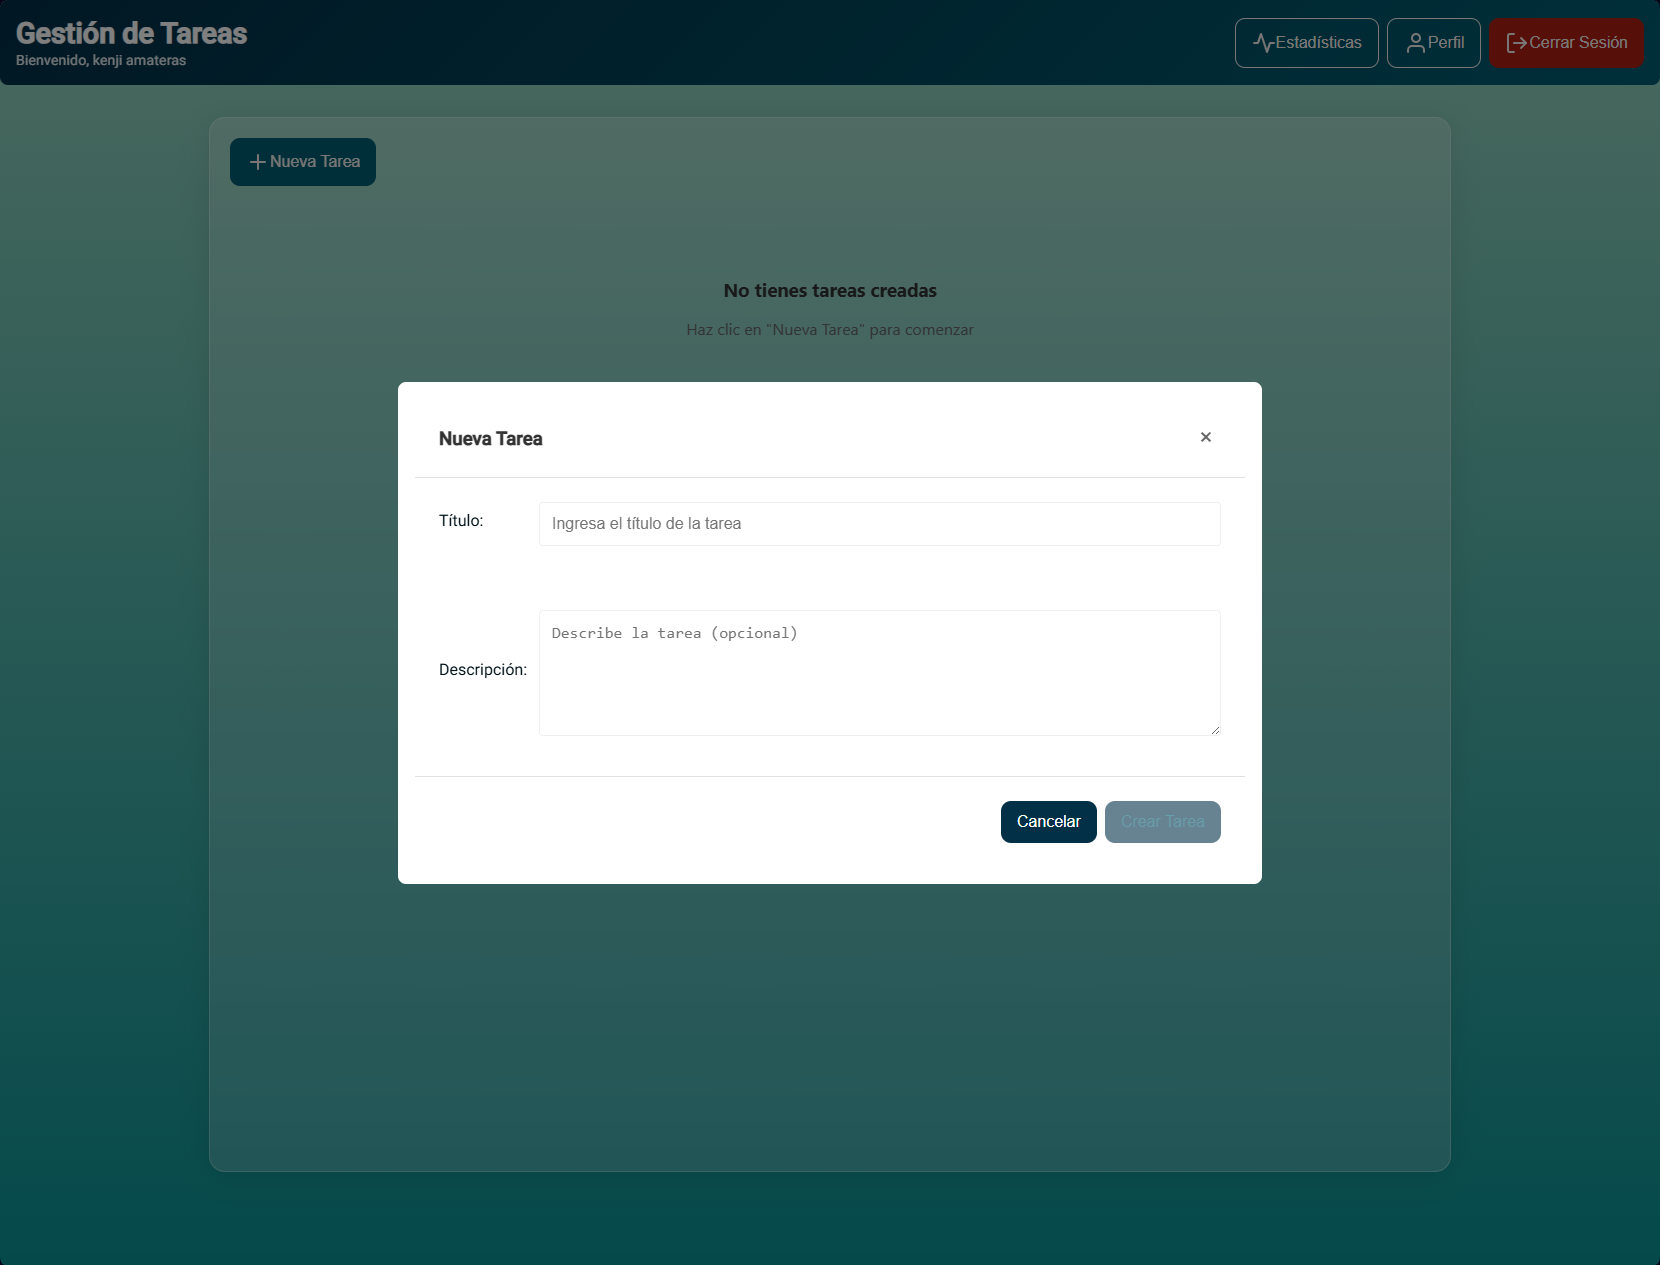 Gestión de Tareas
Bienvenido, kenji amateras
Estadísticas
Perfil
Cerrar Sesión
Nueva Tarea
No tienes tareas creadas
Haz clic en "Nueva Tarea" para comenzar
Nueva Tarea
×
Título:
Ingresa el título de la tarea
Descripción:
Describe la tarea (opcional)
Cancelar
Crear Tarea